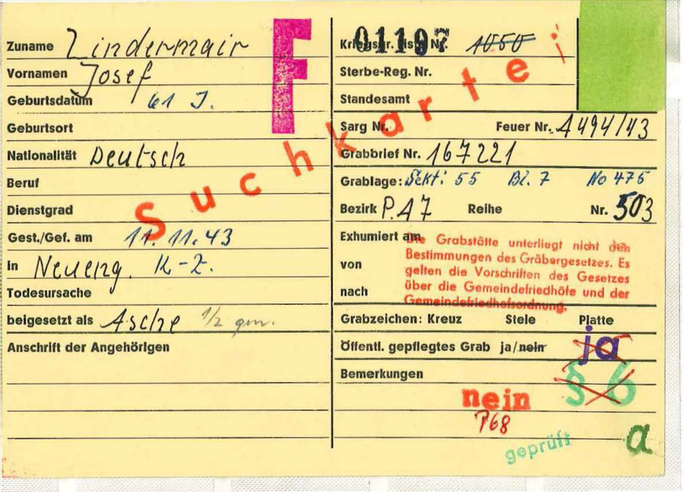 Zuname Lindermair
Vornamen Josef
Geburtsdatum 61 J.
Geburtsort
Nationalität Deutsch
Beruf
Dienstgrad
Gest./Gef. am 11.11.43
in Neueng. K-Z.
Todesursache
beigesetzt als Asche 1/2 gm.
Anschrift der Angehörigen
F
Suchkartei
Kriegsgr. Liste Nr. 1050
01107
Sterbe-Reg. Nr.
Standesamt
Sarg Nr. Feuer Nr. A494/43
Grabbrief Nr. 167221
Grablage: Sekt: 55 Bl. 7 No 475
Bezirk P.47 Reihe Nr. 503
Exhumiert am
von
nach
Die Grabstätte unterliegt nicht den
Bestimmungen des Gräbergesetzes. Es
gelten die Vorschriften des Gesetzes
über die Gemeindefriedhöfe und der
Gemeindefriedhofsordnung.
Grabzeichen: Kreuz Stele Platte
Öffentl. gepflegtes Grab ja/nein ja
Bemerkungen § 6
nein
P68
geprüft a